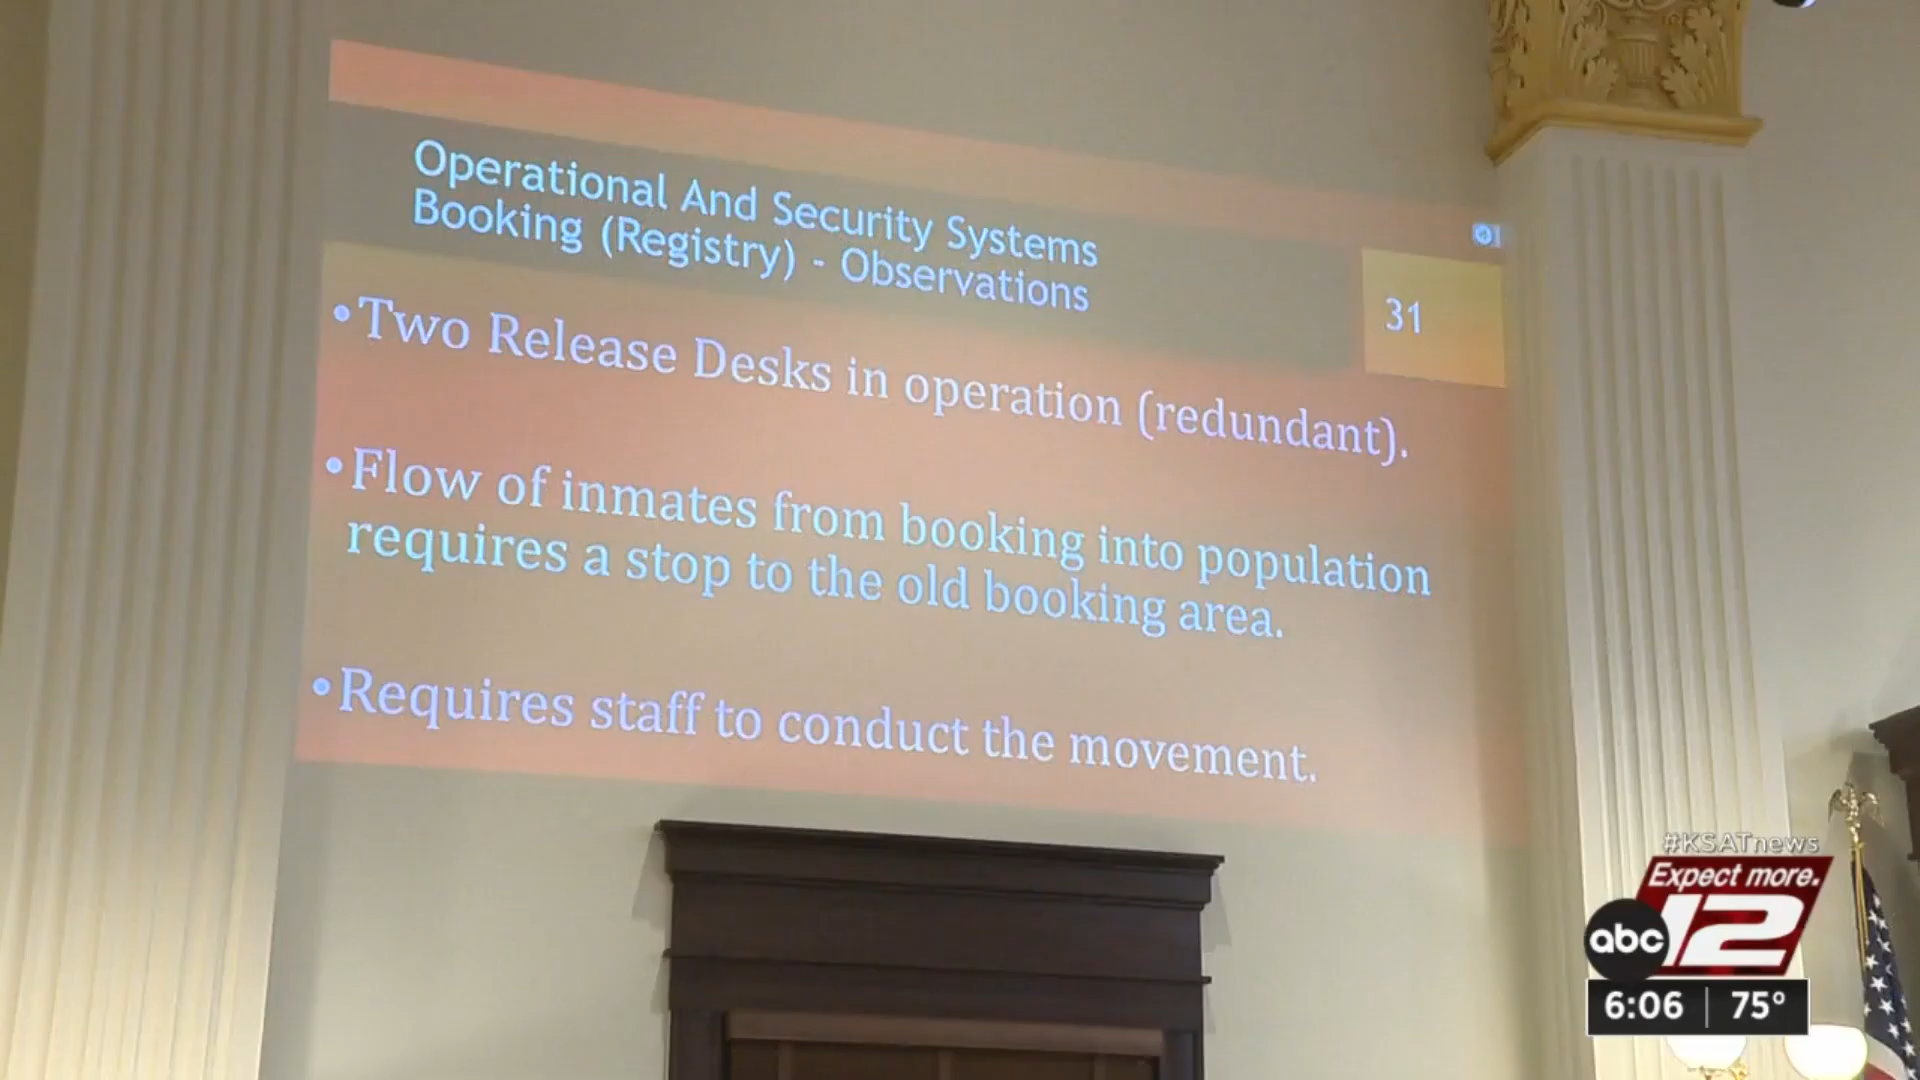 Operational And Security Systems
Booking (Registry) - Observations
31
•Two Release Desks in operation (redundant).
•Flow of inmates from booking into population
requires a stop to the old booking area.
•Requires staff to conduct the movement.
#KSATnews
Expect more.
abc 12
6:06 | 75°